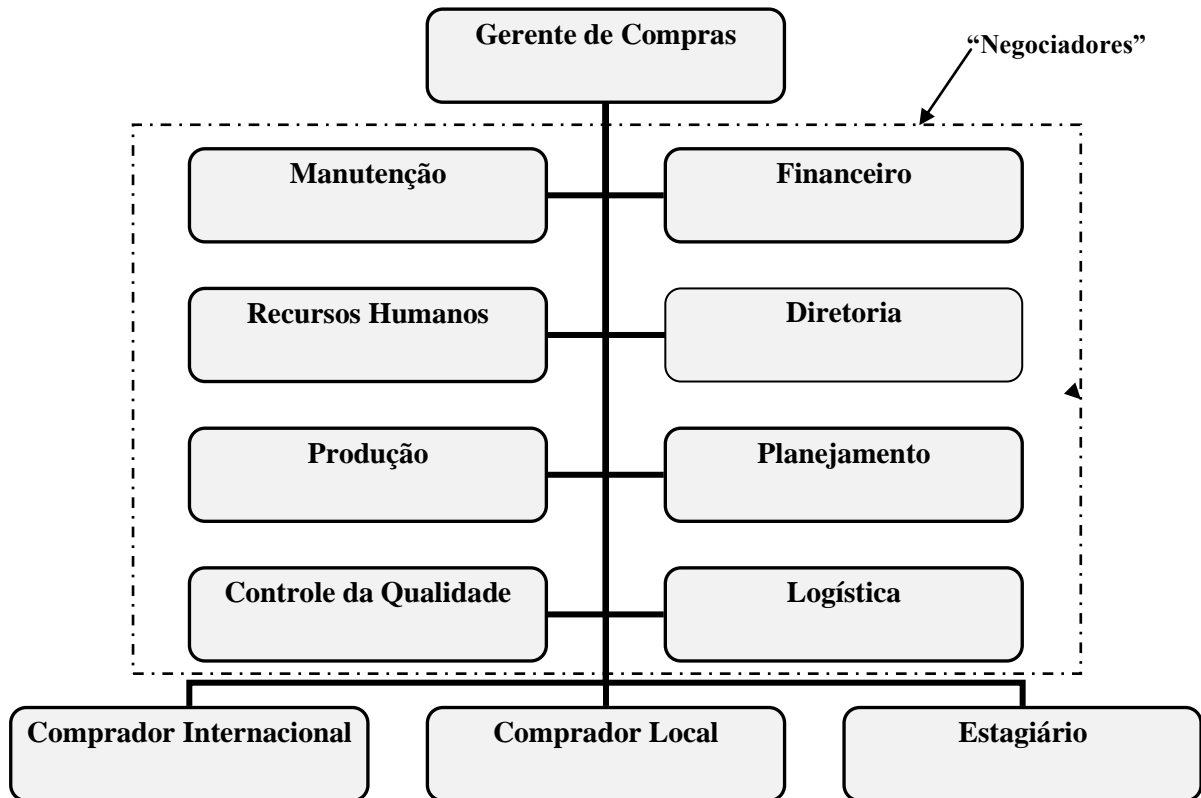 Gerente de Compras
“Negociadores”
Manutenção
Financeiro
Recursos Humanos
Diretoria
Produção
Planejamento
Controle da Qualidade
Logística
Comprador Internacional
Comprador Local
Estagiário